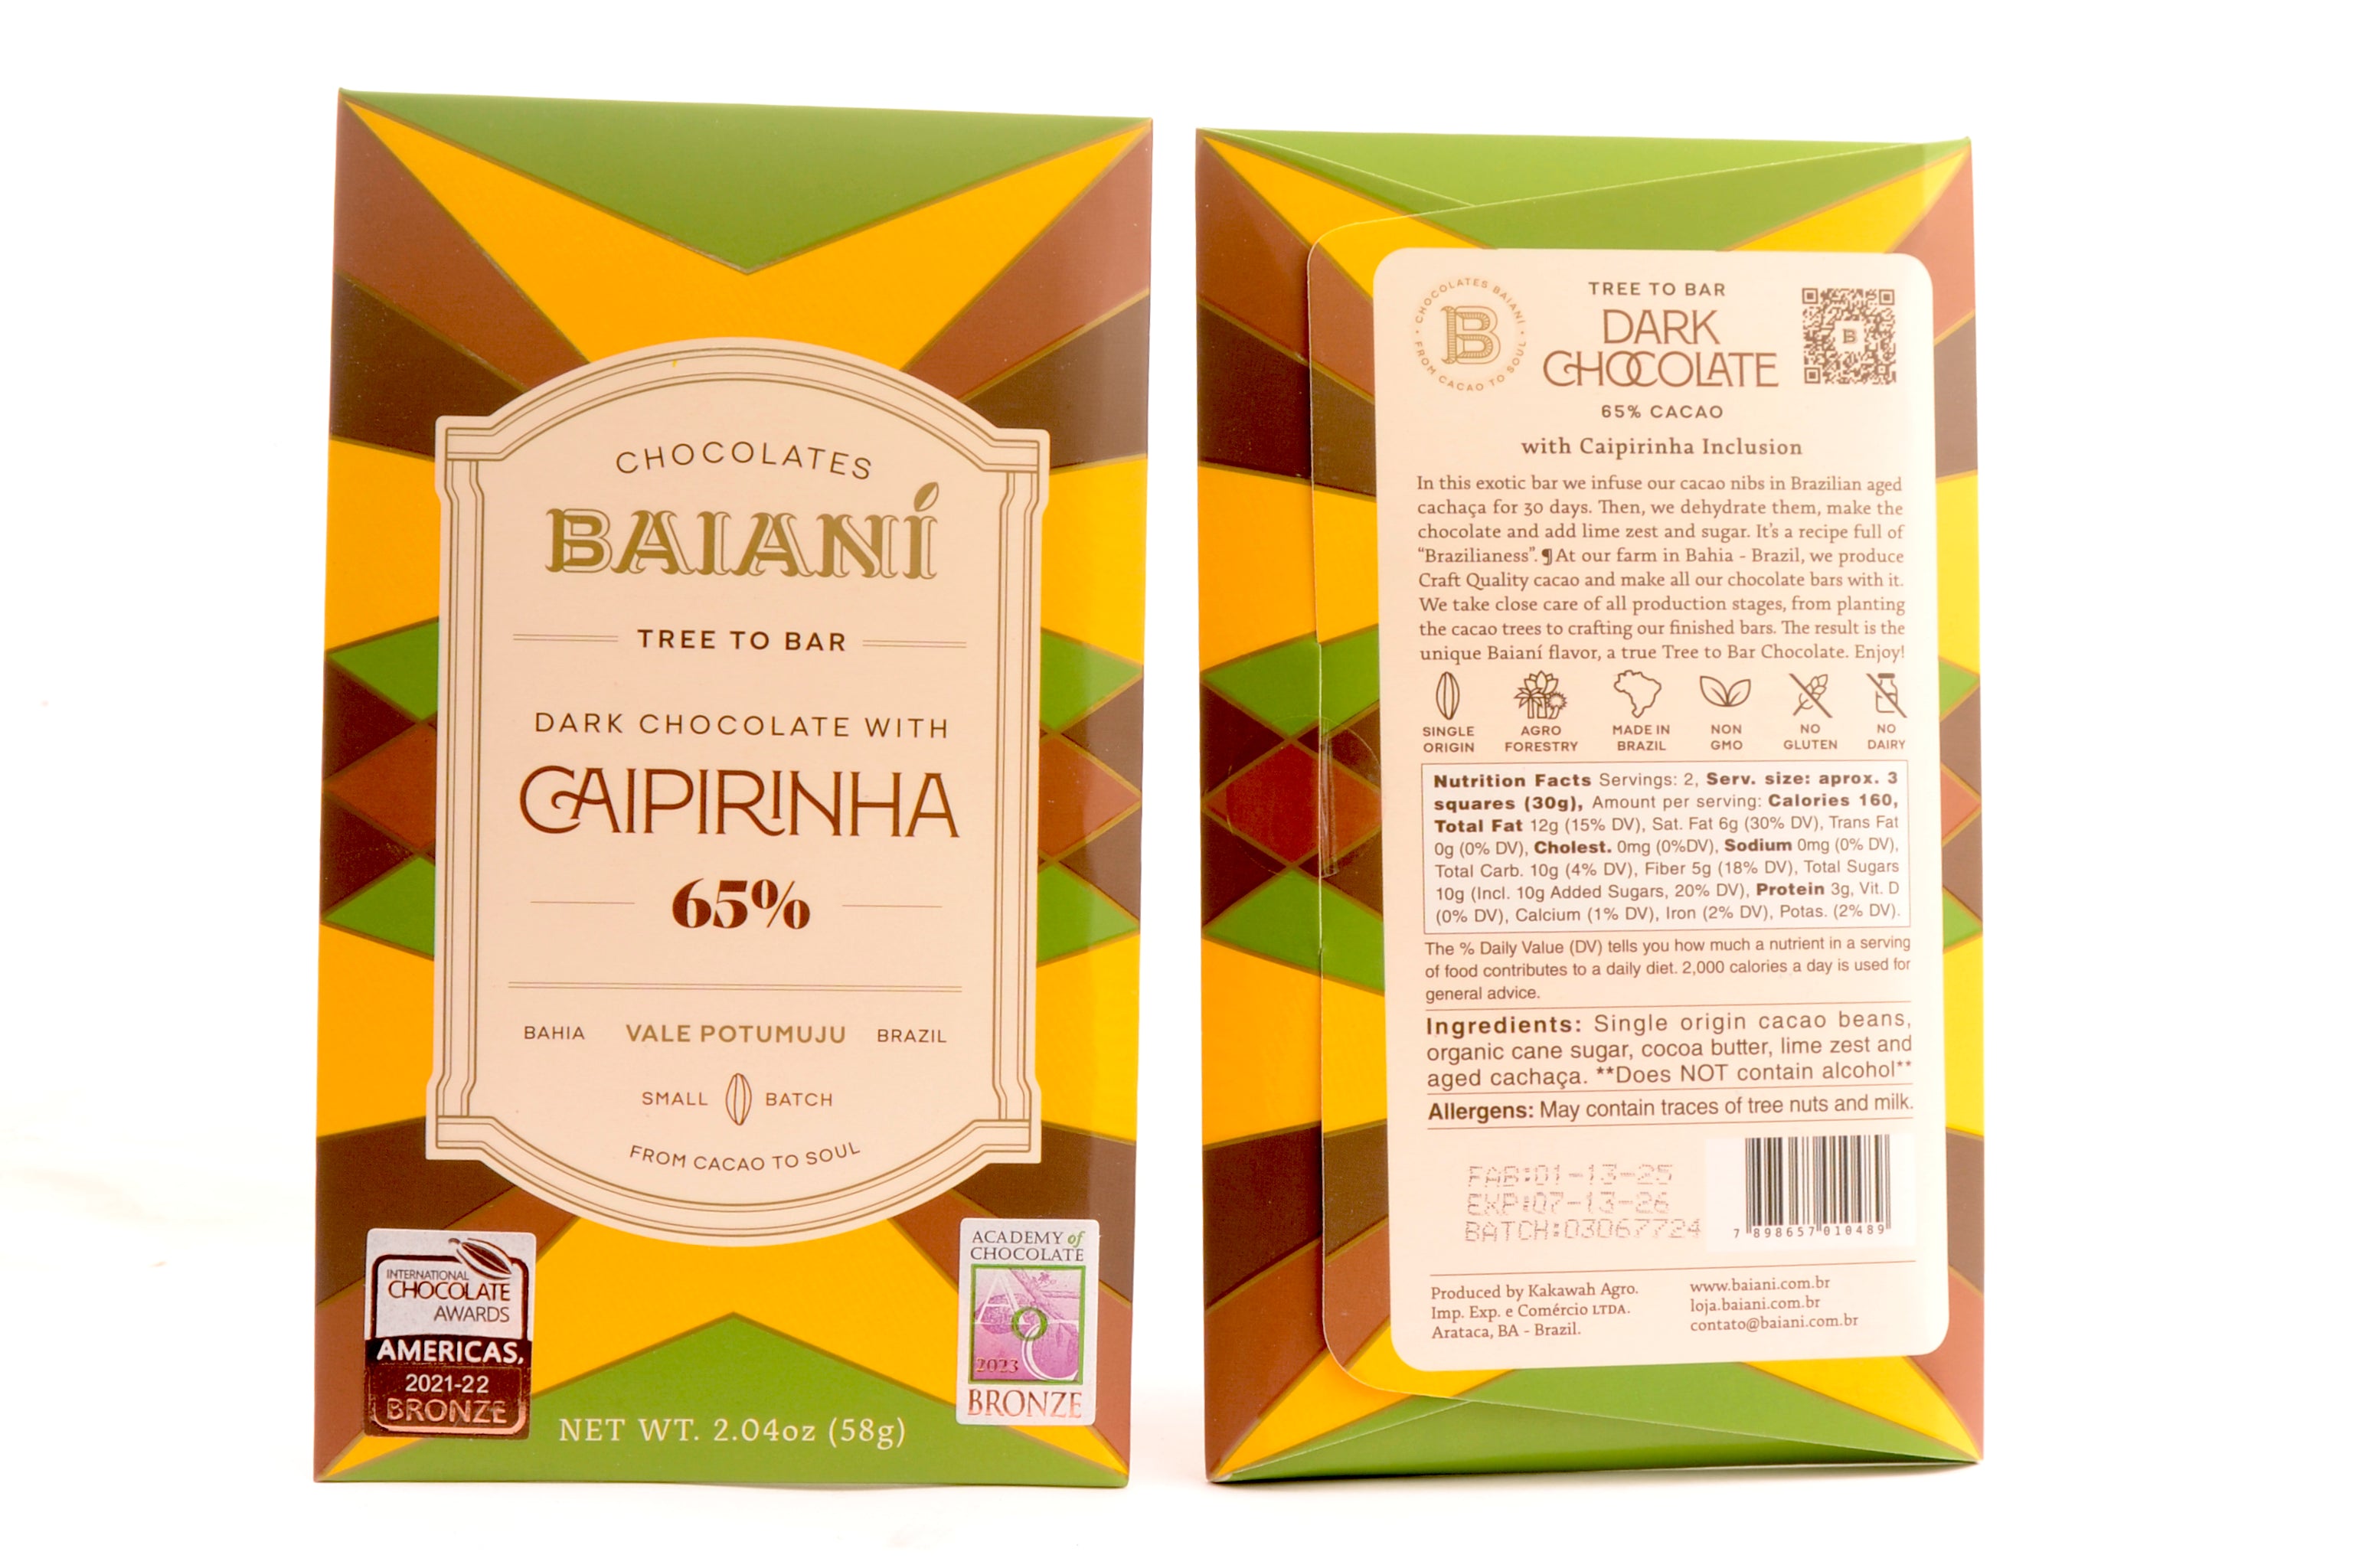 CHOCOLATES
BAIANÍ
TREE TO BAR
DARK CHOCOLATE WITH
CAIPIRINHA
65%
BAHIA VALE POTUMUJU BRAZIL
SMALL BATCH
FROM CACAO TO SOUL
INTERNATIONAL
CHOCOLATE
AWARDS
AMERICAS,
2021-22
BRONZE
NET WT. 2.04oz (58g)
ACADEMY of
CHOCOLATE
2023
BRONZE
CHOCOLATES BAIANÍ
B
FROM CACAO TO SOUL
TREE TO BAR
DARK
CHOCOLATE
B
65% CACAO
with Caipirinha Inclusion
In this exotic bar we infuse our cacao nibs in Brazilian aged
cachaça for 30 days. Then, we dehydrate them, make the
chocolate and add lime zest and sugar. It's a recipe full of
“Brazilianess”. ¶ At our farm in Bahia - Brazil, we produce
Craft Quality cacao and make all our chocolate bars with it.
We take close care of all production stages, from planting
the cacao trees to crafting our finished bars. The result is the
unique Baianí flavor, a true Tree to Bar Chocolate. Enjoy!
SINGLE
ORIGIN
AGRO
FORESTRY
MADE IN
BRAZIL
NON
GMO
NO
GLUTEN
NO
DAIRY
Nutrition Facts Servings: 2, Serv. size: aprox. 3
squares (30g), Amount per serving: Calories 160,
Total Fat 12g (15% DV), Sat. Fat 6g (30% DV), Trans Fat
0g (0% DV), Cholest. 0mg (0%DV), Sodium 0mg (0% DV),
Total Carb. 10g (4% DV), Fiber 5g (18% DV), Total Sugars
10g (Incl. 10g Added Sugars, 20% DV), Protein 3g, Vit. D
(0% DV), Calcium (1% DV), Iron (2% DV), Potas. (2% DV).
The % Daily Value (DV) tells you how much a nutrient in a serving
of food contributes to a daily diet. 2,000 calories a day is used for
general advice.
Ingredients: Single origin cacao beans,
organic cane sugar, cocoa butter, lime zest and
aged cachaça. **Does NOT contain alcohol**
Allergens: May contain traces of tree nuts and milk.
FAB:01-13-25
EXP:07-13-26
BATCH:03067724
7 898657 010489
Produced by Kakawah Agro.
Imp. Exp. e Comércio LTDA.
Arataca, BA - Brazil.
www.baiani.com.br
loja.baiani.com.br
contato@baiani.com.br